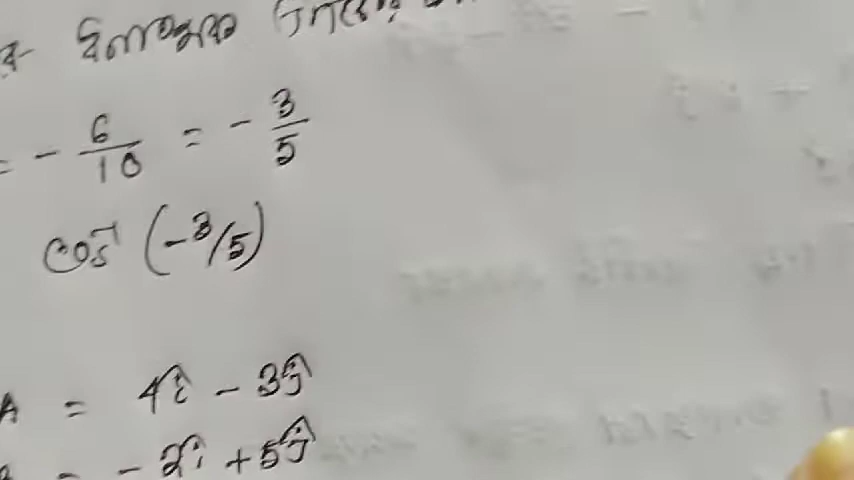 = - 6/10 = - 3/5
cos⁻¹ (-3/5)
A = 4î - 3ĵ
= - 2î + 5ĵ